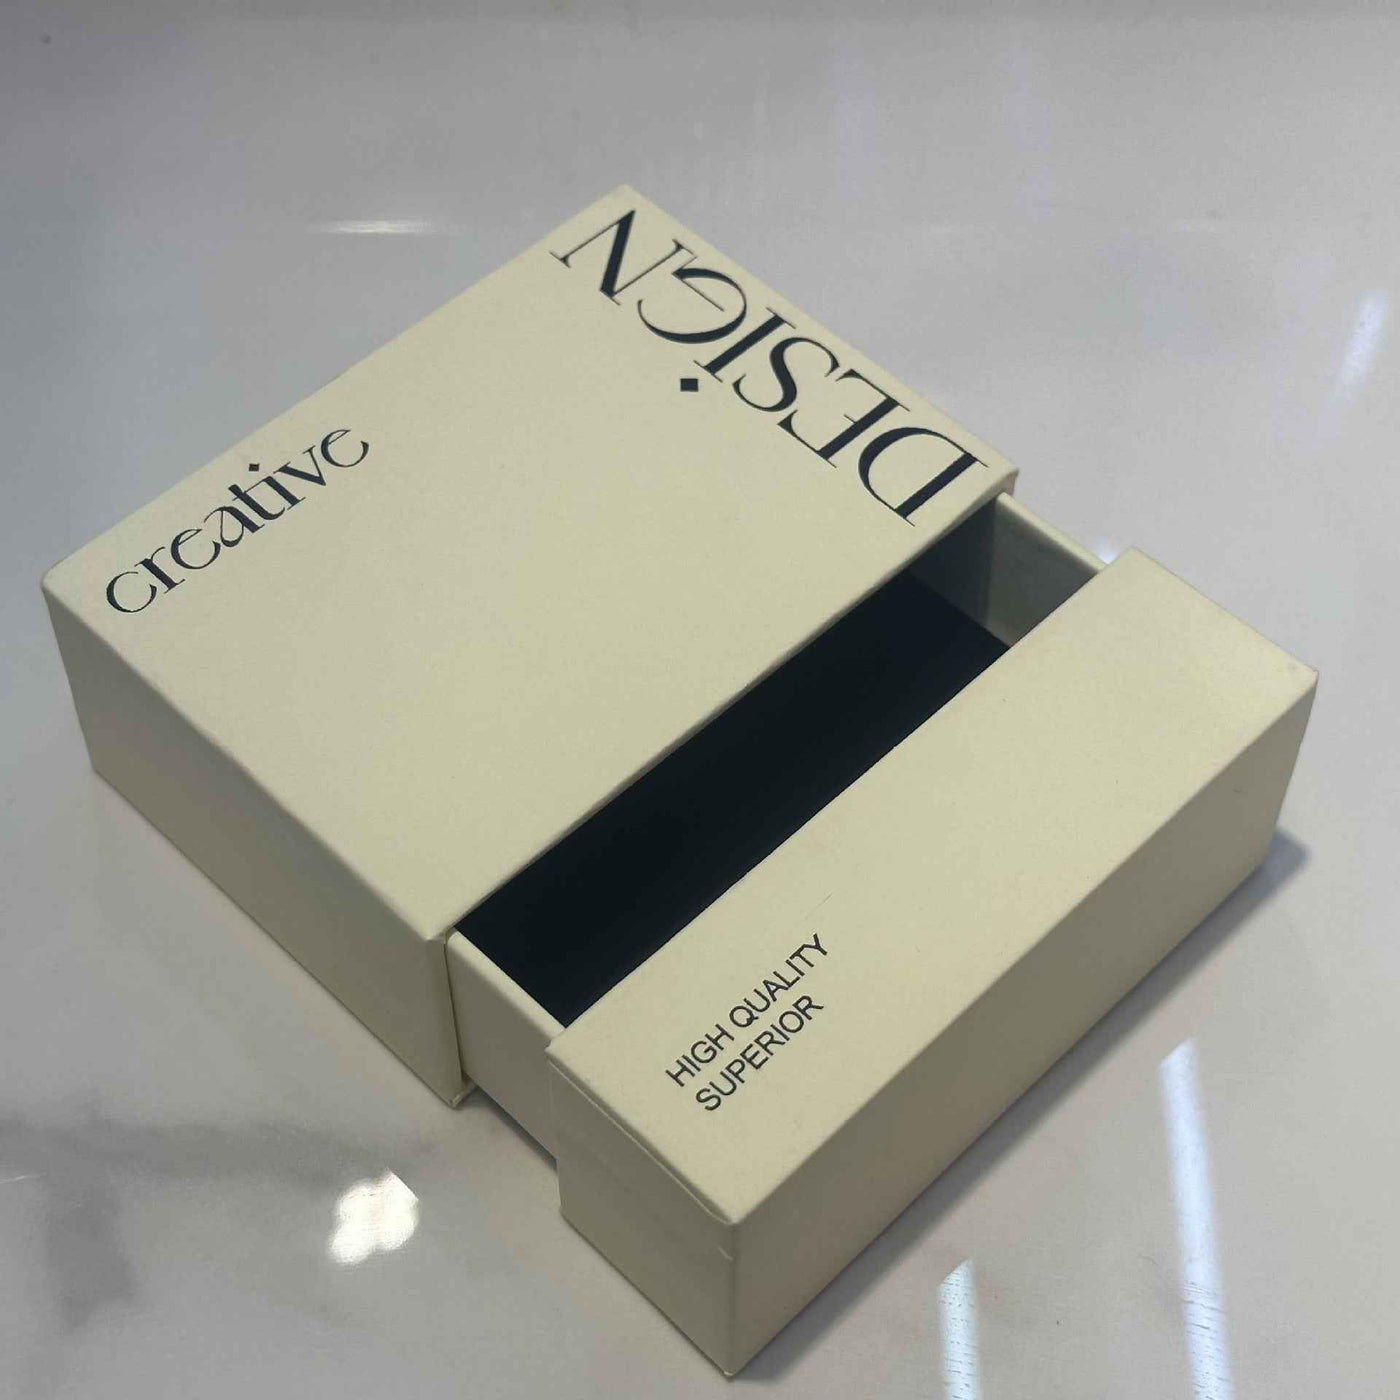 creative
DESiGN
HIGH QUALITY
SUPERIOR